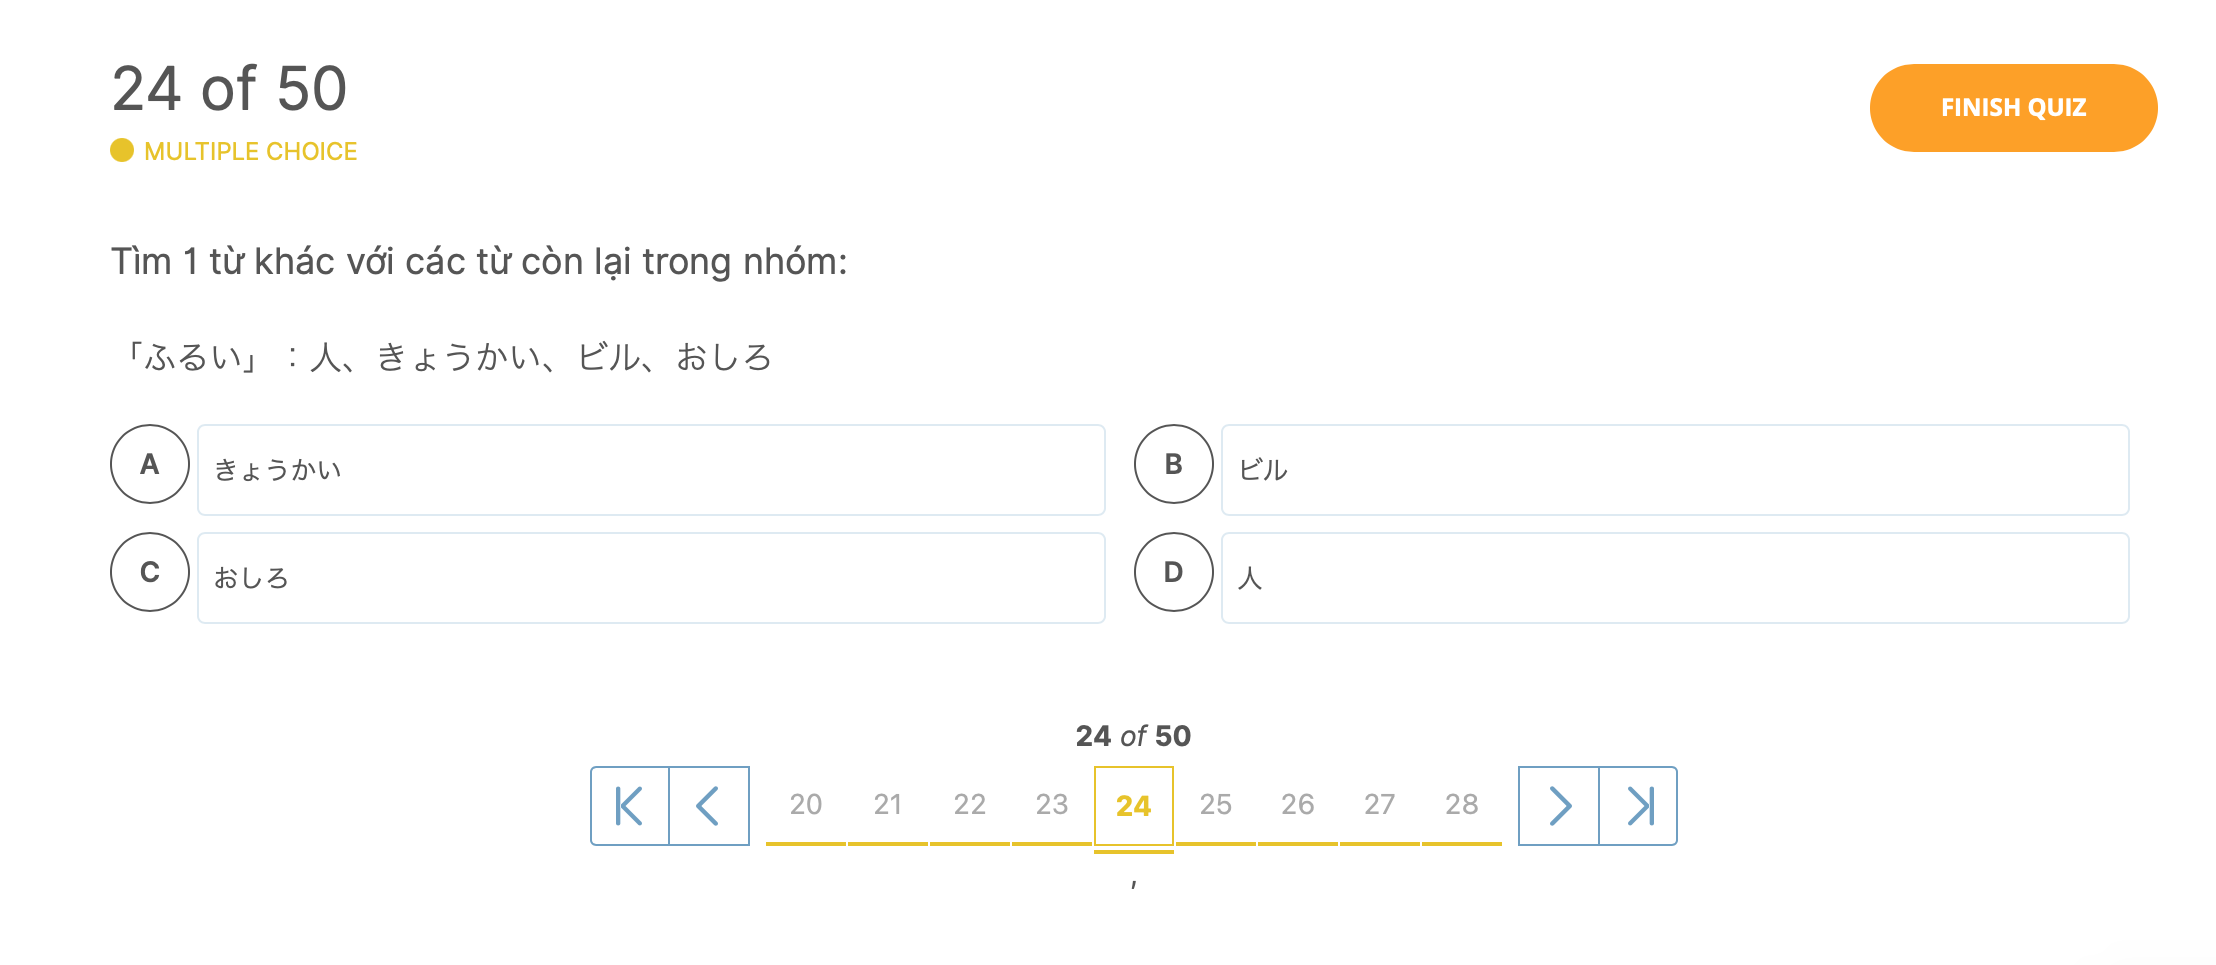 24 of 50
FINISH QUIZ
MULTIPLE CHOICE
Tìm 1 từ khác với các từ còn lại trong nhóm:
「ふるい」：人、きょうかい、ビル、おしろ
A きょうかい
B ビル
C おしろ
D 人
24 of 50
20 21 22 23 24 25 26 27 28
,